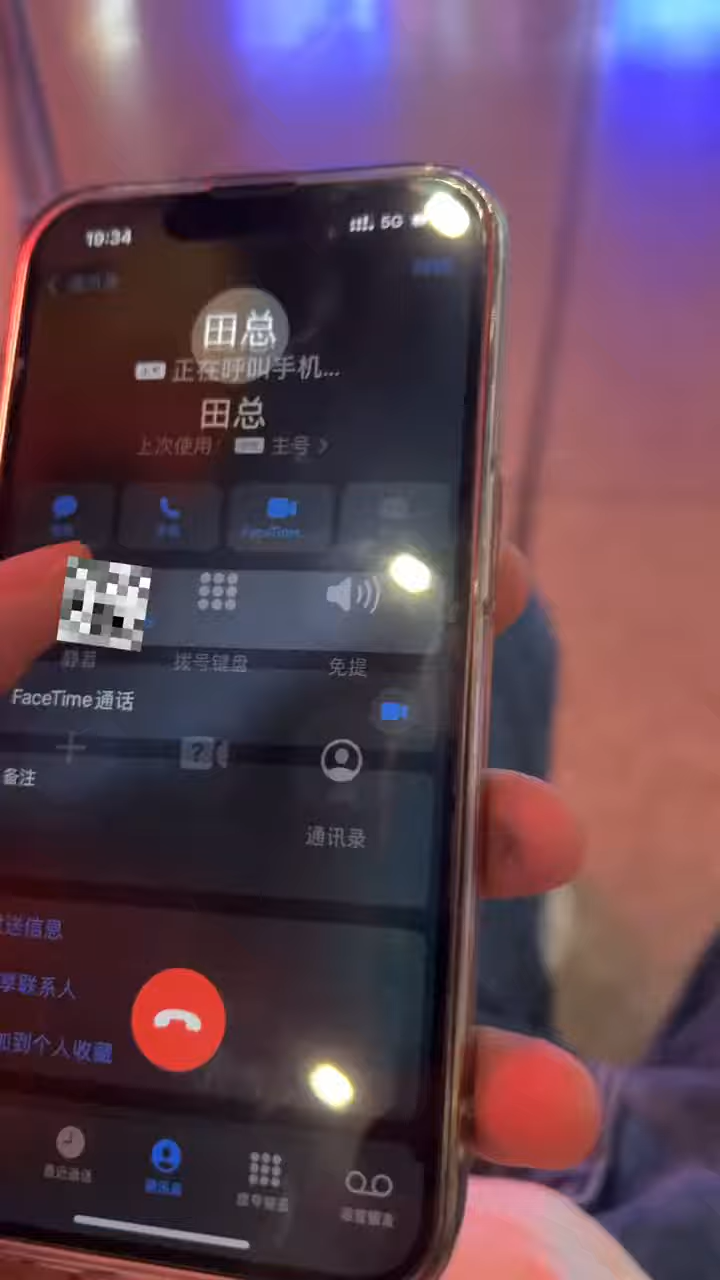 19:34
5G
田总
正在呼叫手机...
田总
上次使用: 主号 >
FaceTime
静音
拨号键盘
免提
FaceTime通话
备注
通讯录
送信息
享联系人
加到个人收藏
最近通话
通讯录
拨号键盘
语音留言